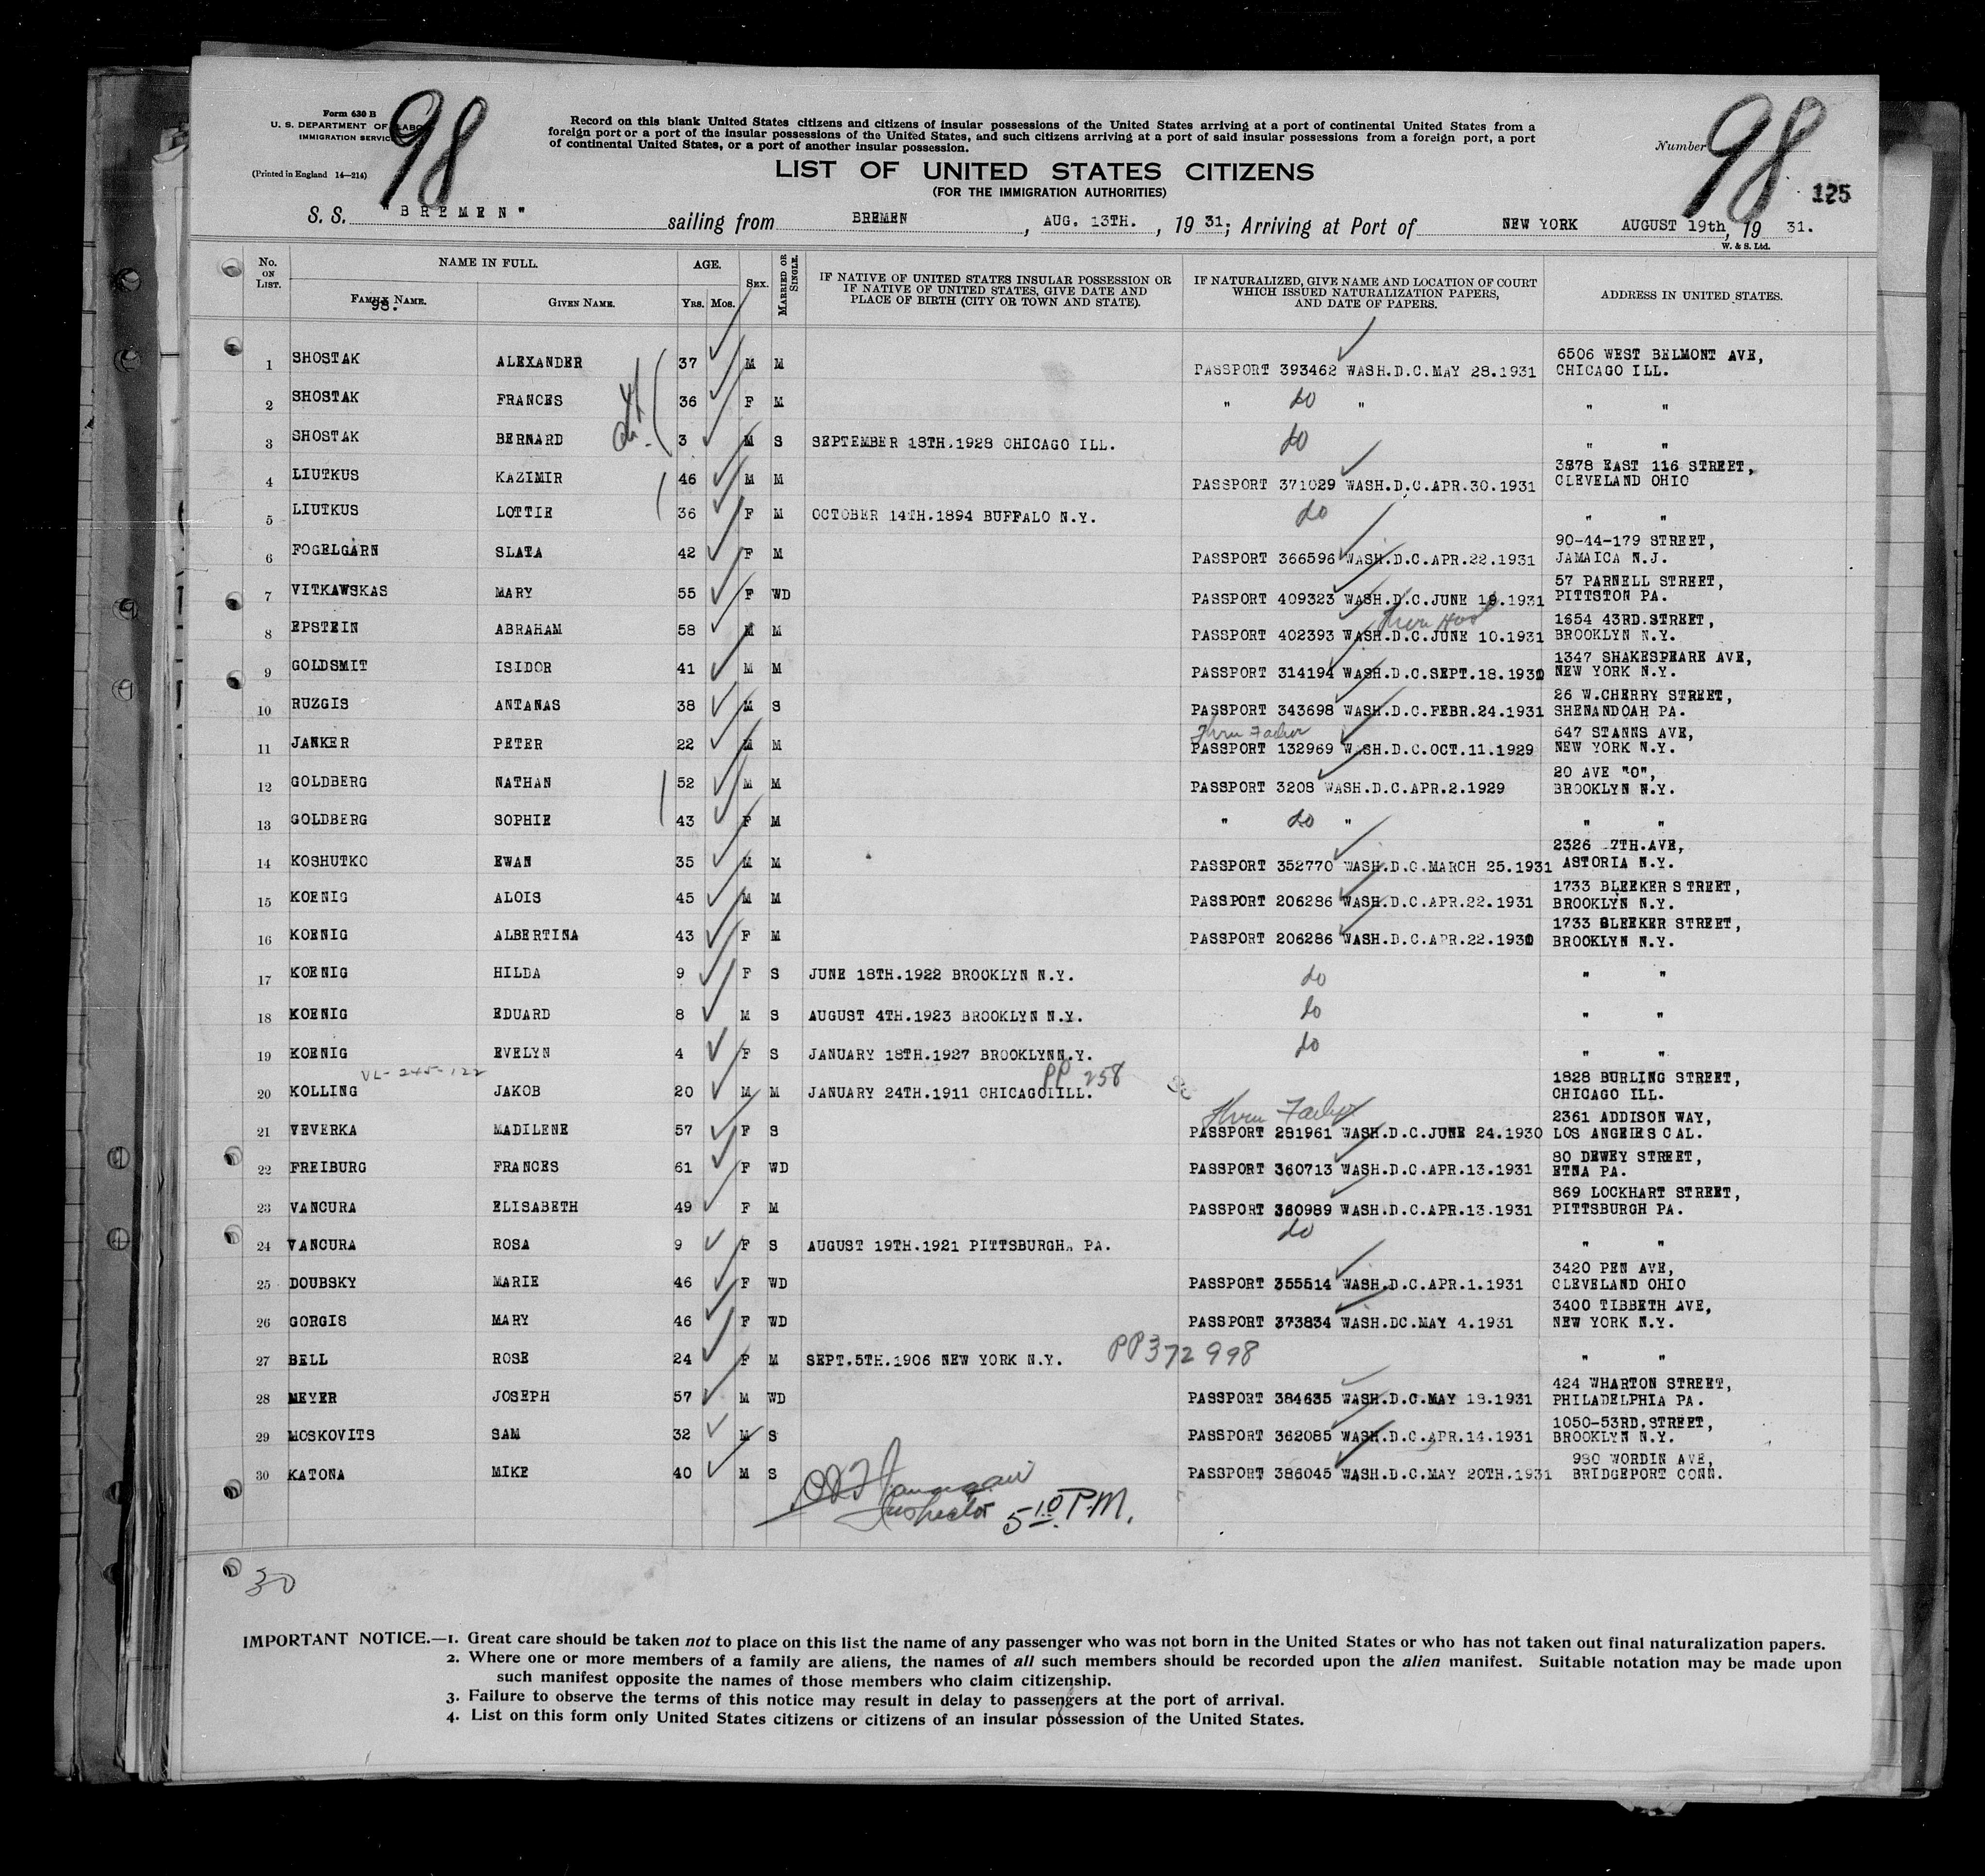 Form 630 B
U. S. DEPARTMENT OF LABOR
IMMIGRATION SERVICE
(Printed in England 14—214)
98
Record on this blank United States citizens and citizens of insular possessions of the United States arriving at a port of continental United States from a
foreign port or a port of the insular possessions of the United States, and such citizens arriving at a port of said insular possessions from a foreign port, a port
of continental United States, or a port of another insular possession.
LIST OF UNITED STATES CITIZENS
(FOR THE IMMIGRATION AUTHORITIES)
Number 98
125
S. S. "BREMEN" sailing from BREMEN, AUG. 13TH., 19 31; Arriving at Port of NEW YORK AUGUST 19th, 19 31.
W. & S. Ltd.
No. ON LIST. NAME IN FULL. AGE. SEX. MARRIED OR SINGLE. IF NATIVE OF UNITED STATES INSULAR POSSESSION OR IF NATIVE OF UNITED STATES, GIVE DATE AND PLACE OF BIRTH (CITY OR TOWN AND STATE). IF NATURALIZED, GIVE NAME AND LOCATION OF COURT WHICH ISSUED NATURALIZATION PAPERS, AND DATE OF PAPERS. ADDRESS IN UNITED STATES.
FAMILY NAME. GIVEN NAME. Yrs. Mos.
98.
1 SHOSTAK ALEXANDER 37 M M PASSPORT 393462 WASH.D.C.MAY 28.1931 6506 WEST BELMONT AVE, CHICAGO ILL.
2 SHOSTAK FRANCES 36 F M " do " " "
3 SHOSTAK BERNARD 3 M S SEPTEMBER 18TH.1928 CHICAGO ILL. do " "
4 LIUTKUS KAZIMIR 46 M M PASSPORT 371029 WASH.D.C.APR.30.1931 3878 EAST 116 STREET, CLEVELAND OHIO
5 LIUTKUS LOTTIE 36 F M OCTOBER 14TH.1894 BUFFALO N.Y. do " "
6 FOGELGARN SLATA 42 F M PASSPORT 366596 WASH.D.C.APR.22.1931 90-44-179 STREET, JAMAICA N.J.
7 VITKAWSKAS MARY 55 F WD PASSPORT 409323 WASH.D.C.JUNE 19.1931 57 PARNELL STREET, PITTSTON PA.
8 EPSTEIN ABRAHAM 58 M M PASSPORT 402393 WASH.D.C.JUNE 10.1931 1654 43RD.STREET, BROOKLYN N.Y.
9 GOLDSMIT ISIDOR 41 M M PASSPORT 314194 WASH.D.C.SEPT.18.1930 1347 SHAKESPEARE AVE, NEW YORK N.Y.
10 RUZGIS ANTANAS 38 M S PASSPORT 343698 WASH.D.C.FEBR.24.1931 26 W.CHERRY STREET, SHENANDOAH PA.
Thru Father
11 JANKER PETER 22 M M PASSPORT 132969 WASH.D.C.OCT.11.1929 647 STANNS AVE, NEW YORK N.Y.
12 GOLDBERG NATHAN 52 M M PASSPORT 3208 WASH.D.C.APR.2.1929 20 AVE "O", BROOKLYN N.Y.
13 GOLDBERG SOPHIE 43 F M " do " " "
14 KOSHUTKO EWAN 35 M M PASSPORT 352770 WASH.D.C.MARCH 25.1931 2326 7TH.AVE, ASTORIA N.Y.
15 KOENIG ALOIS 45 M M PASSPORT 206286 WASH.D.C.APR.22.1931 1733 BLEEKER STREET, BROOKLYN N.Y.
16 KOENIG ALBERTINA 43 F M PASSPORT 206286 WASH.D.C.APR.22.1930 1733 BLEEKER STREET, BROOKLYN N.Y.
17 KOENIG HILDA 9 F S JUNE 18TH.1922 BROOKLYN N.Y. do " "
18 KOENIG EDUARD 8 M S AUGUST 4TH.1923 BROOKLYN N.Y. do " "
19 KOENIG EVELYN 4 F S JANUARY 18TH.1927 BROOKLYNN.Y. do " "
VL-245-122 PP 258
20 KOLLING JAKOB 20 M M JANUARY 24TH.1911 CHICAGOIILL. 1828 BURLING STREET, CHICAGO ILL.
Thru Father
21 VEVERKA MADILENE 57 F S PASSPORT 291961 WASH.D.C.JUNE 24.1930 2361 ADDISON WAY, LOS ANGELES CAL.
22 FREIBURG FRANCES 61 F WD PASSPORT 360713 WASH.D.C.APR.13.1931 80 DEWEY STREET, ETNA PA.
23 VANCURA ELISABETH 49 F M PASSPORT 360989 WASH.D.C.APR.13.1931 869 LOCKHART STREET, PITTSBURGH PA.
24 VANCURA ROSA 9 F S AUGUST 19TH.1921 PITTSBURGH, PA. do " "
25 DOUBSKY MARIE 46 F WD PASSPORT 355514 WASH.D.C.APR.1.1931 3420 PEN AVE, CLEVELAND OHIO
26 GORGIS MARY 46 F WD PASSPORT 373834 WASH.DC.MAY 4.1931 3400 TIBBETH AVE, NEW YORK N.Y.
27 BELL ROSE 24 F M SEPT.5TH.1906 NEW YORK N.Y. PP372998 " "
28 MEYER JOSEPH 57 M WD PASSPORT 384635 WASH.D.C.MAY 19.1931 424 WHARTON STREET, PHILADELPHIA PA.
29 MOSKOVITS SAM 32 M S PASSPORT 362085 WASH.D.C.APR.14.1931 1050-53RD.STREET, BROOKLYN N.Y.
30 KATONA MIKE 40 M S PASSPORT 386045 WASH.D.C.MAY 20TH.1931 980 WORDIN AVE, BRIDGEPORT CONN.
Inspector 5 10 P.M.
30
IMPORTANT NOTICE.—1. Great care should be taken not to place on this list the name of any passenger who was not born in the United States or who has not taken out final naturalization papers.
2. Where one or more members of a family are aliens, the names of all such members should be recorded upon the alien manifest. Suitable notation may be made upon
such manifest opposite the names of those members who claim citizenship.
3. Failure to observe the terms of this notice may result in delay to passengers at the port of arrival.
4. List on this form only United States citizens or citizens of an insular possession of the United States.